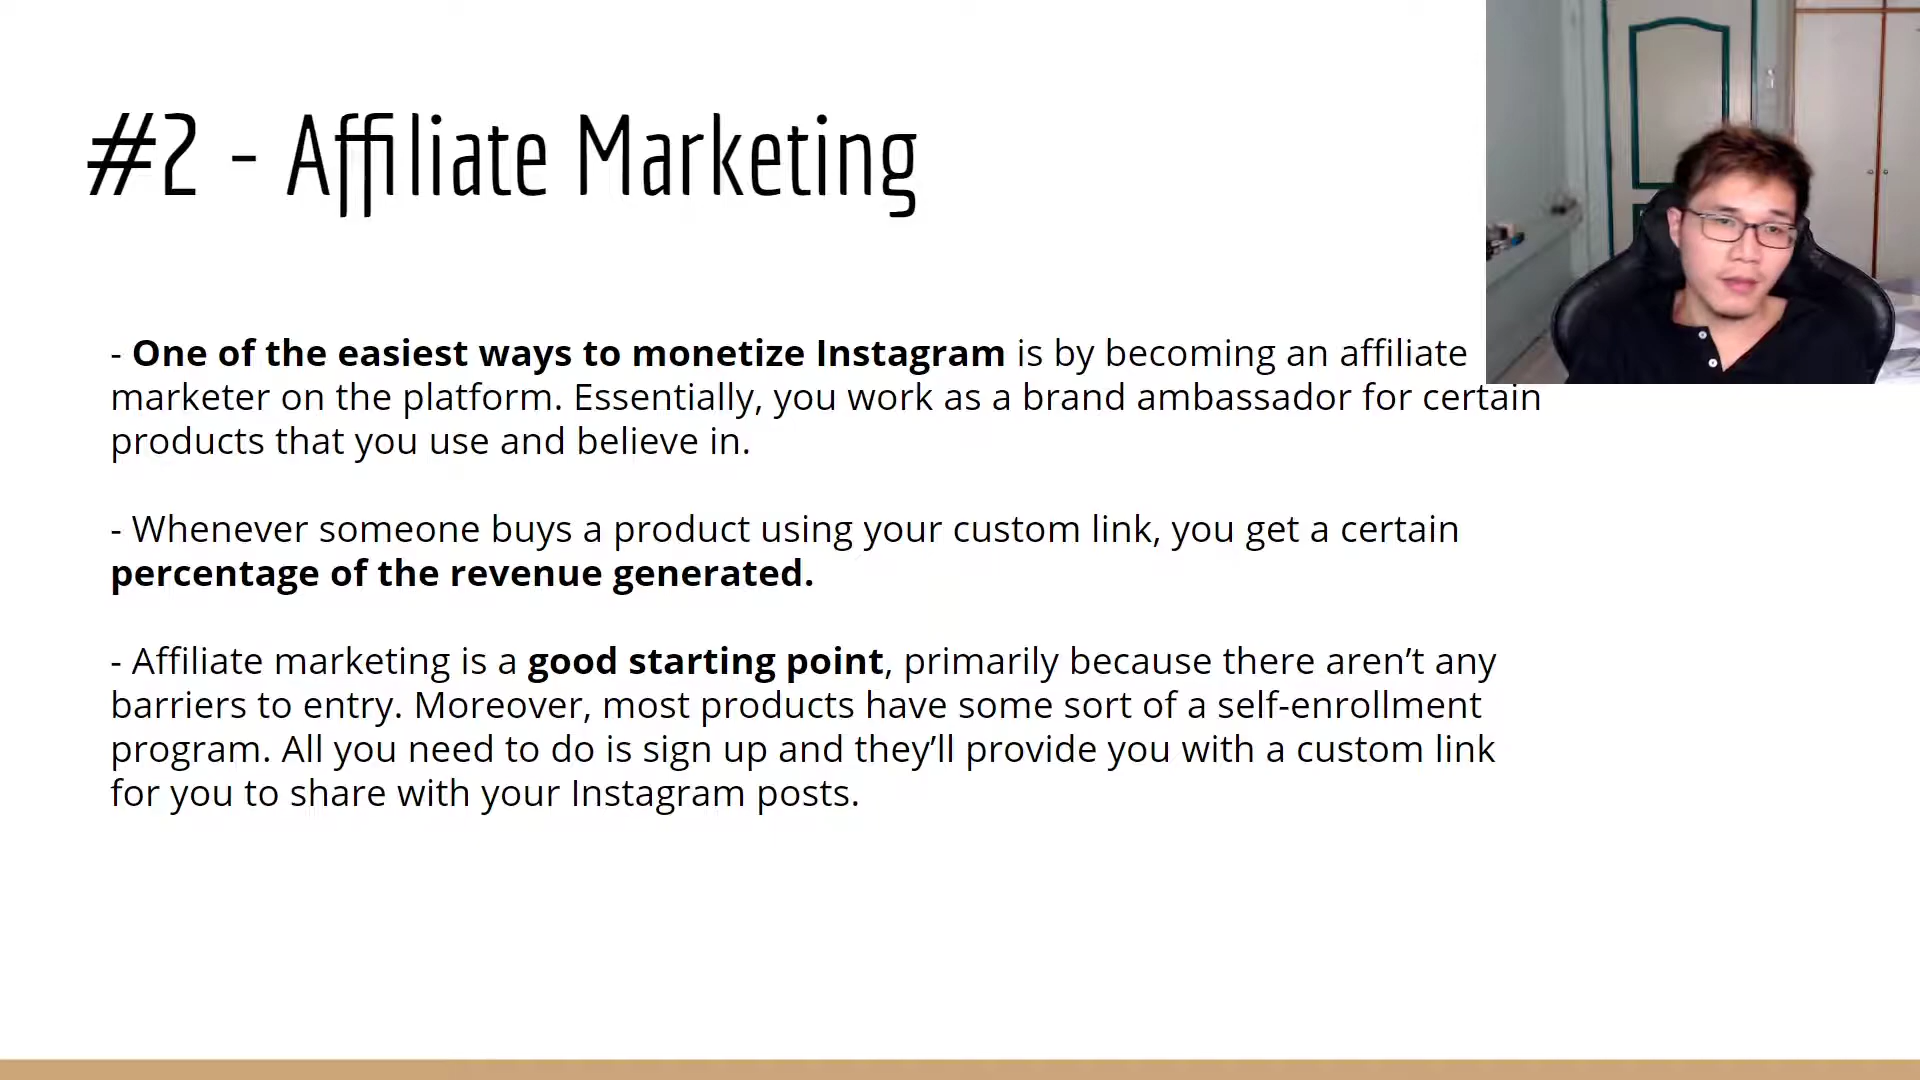 #2 - Affiliate Marketing
- One of the easiest ways to monetize Instagram is by becoming an affiliate
marketer on the platform. Essentially, you work as a brand ambassador for certain
products that you use and believe in.
- Whenever someone buys a product using your custom link, you get a certain
percentage of the revenue generated.
- Affiliate marketing is a good starting point, primarily because there aren’t any
barriers to entry. Moreover, most products have some sort of a self-enrollment
program. All you need to do is sign up and they’ll provide you with a custom link
for you to share with your Instagram posts.